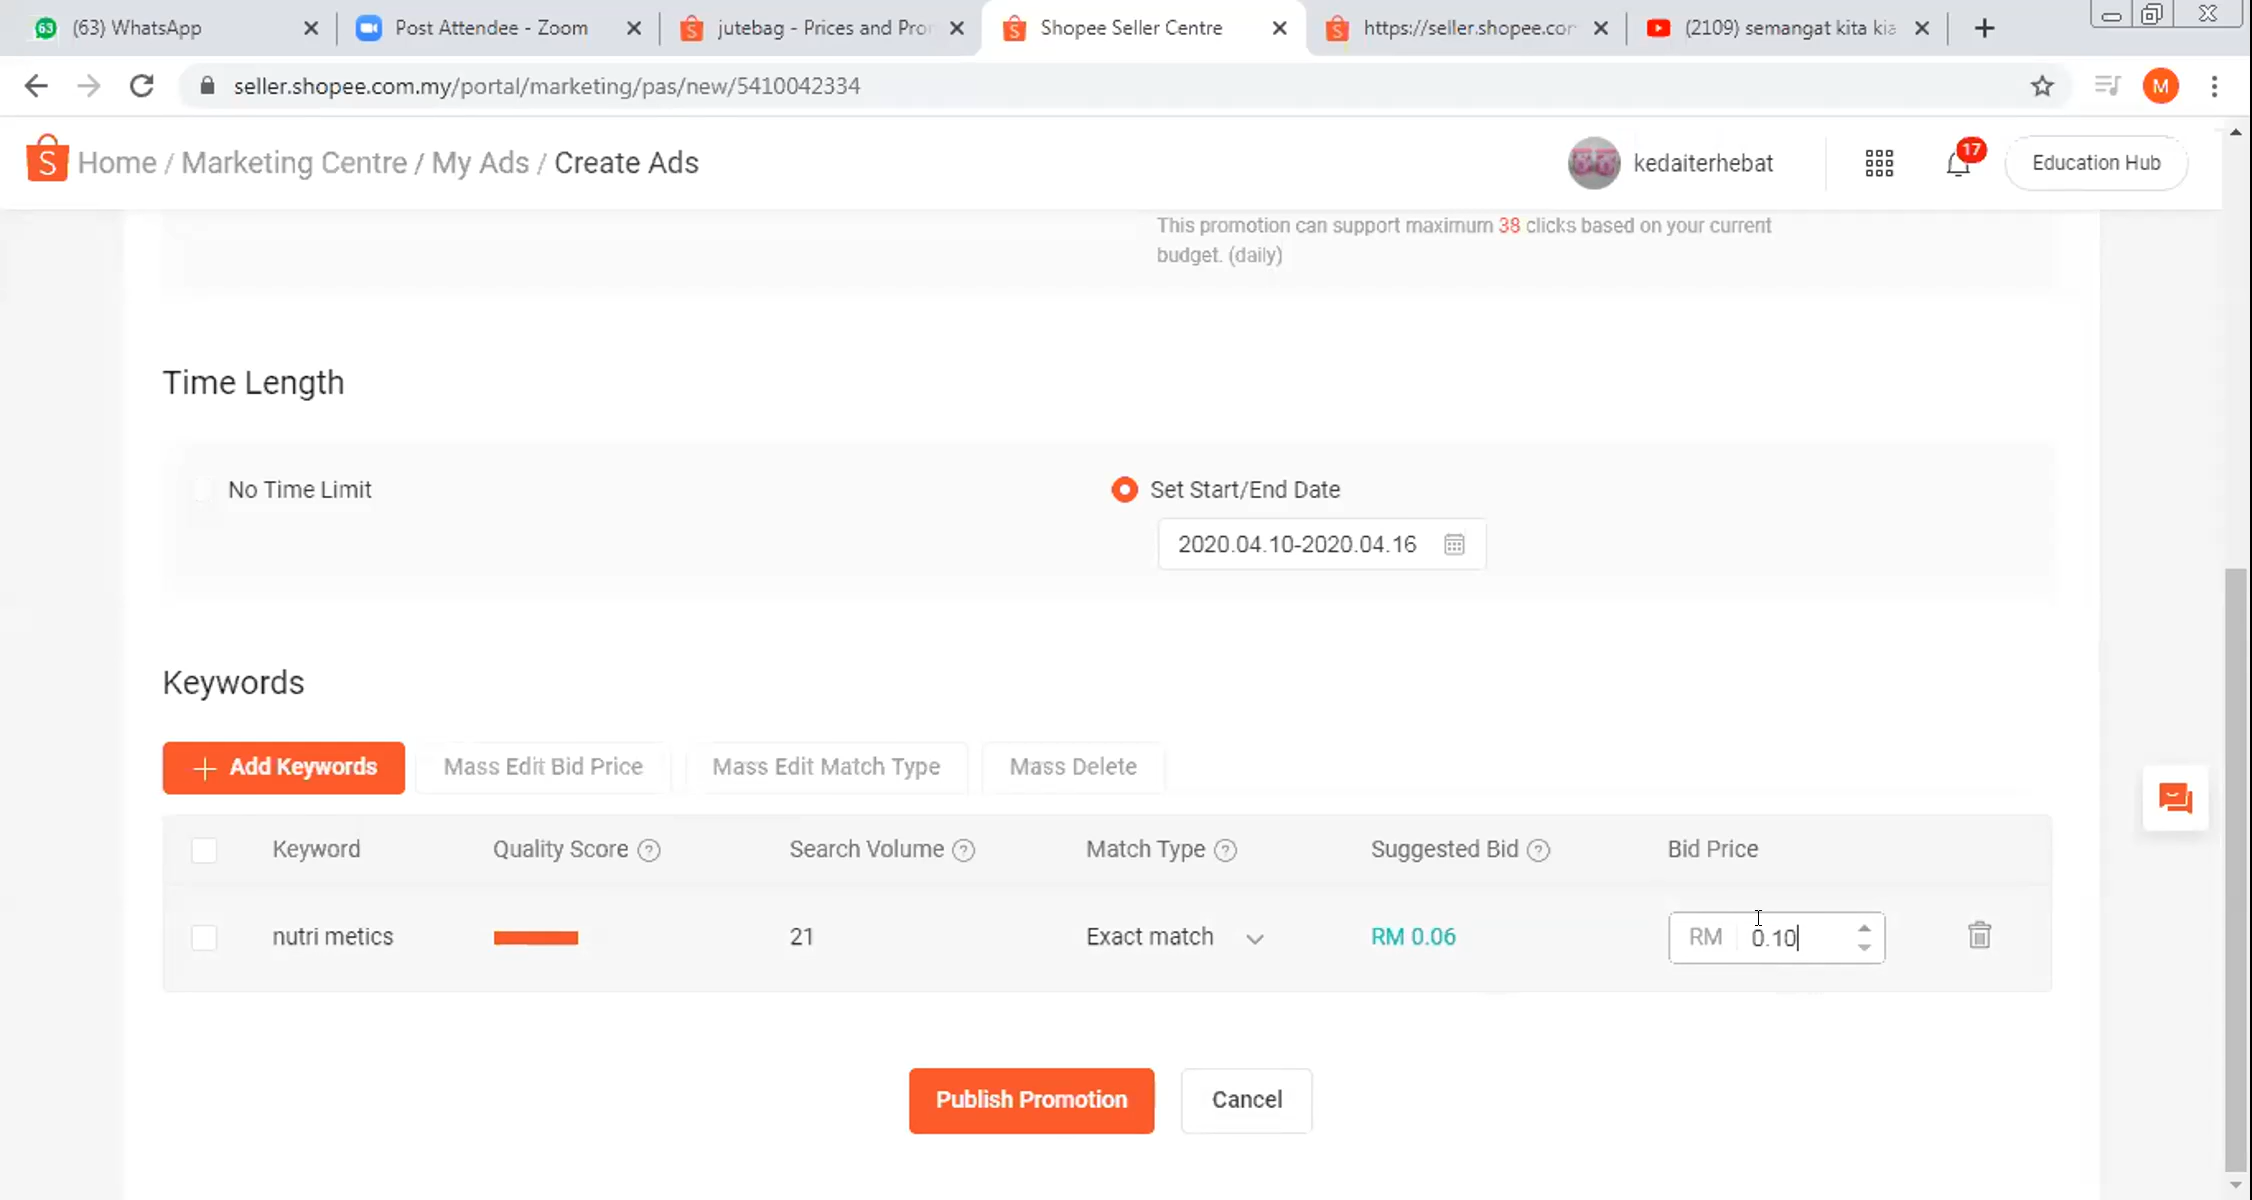 63 (63) WhatsApp
Post Attendee - Zoom
jutebag - Prices and Pro
Shopee Seller Centre
https://seller.shopee.co
(2109) semangat kita kia
seller.shopee.com.my/portal/marketing/pas/new/5410042334
M
Home / Marketing Centre / My Ads / Create Ads
kedaiterhebat
17
Education Hub
This promotion can support maximum 38 clicks based on your current
budget. (daily)
Time Length
No Time Limit
Set Start/End Date
2020.04.10-2020.04.16
Keywords
+ Add Keywords
Mass Edit Bid Price
Mass Edit Match Type
Mass Delete
Keyword
Quality Score ?
Search Volume ?
Match Type ?
Suggested Bid ?
Bid Price
nutri metics
21
Exact match
RM 0.06
RM 0.10
Publish Promotion
Cancel